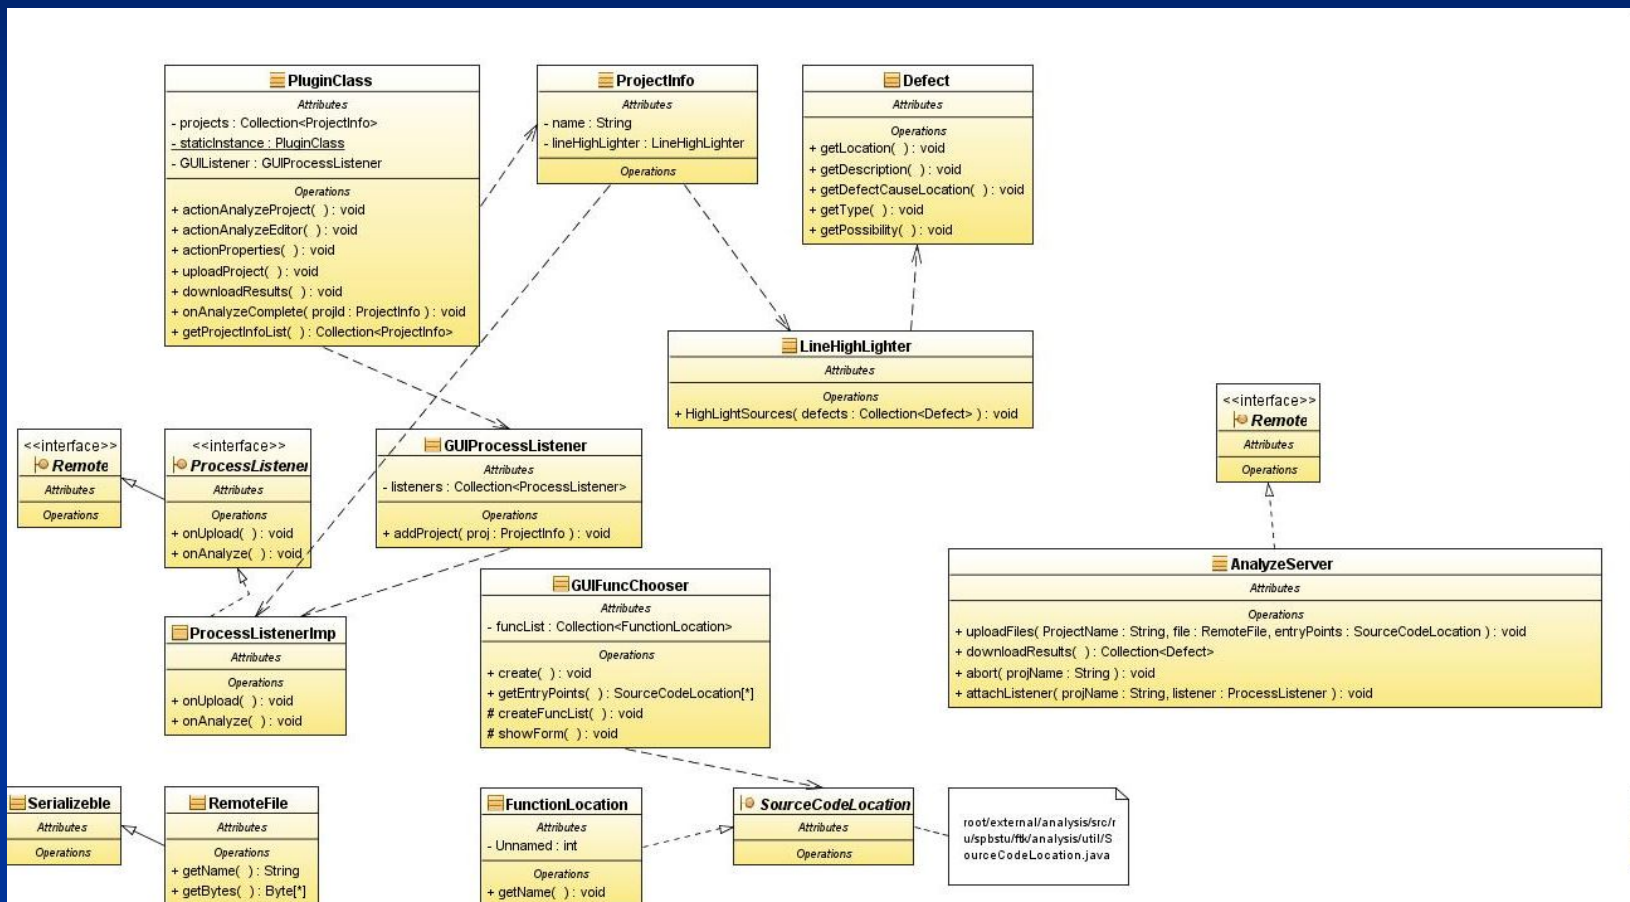 PluginClass
Attributes
- projects : Collection<ProjectInfo>
- staticInstance : PluginClass
- GUIListener : GUIProcessListener
Operations
+ actionAnalyzeProject( ) : void
+ actionAnalyzeEditor( ) : void
+ actionProperties( ) : void
+ uploadProject( ) : void
+ downloadResults( ) : void
+ onAnalyzeComplete( projId : ProjectInfo ) : void
+ getProjectInfoList( ) : Collection<ProjectInfo>
ProjectInfo
Attributes
- name : String
- lineHighLighter : LineHighLighter
Operations
Defect
Attributes
Operations
+ getLocation( ) : void
+ getDescription( ) : void
+ getDefectCauseLocation( ) : void
+ getType( ) : void
+ getPossibility( ) : void
LineHighLighter
Attributes
Operations
+ HighLightSources( defects : Collection<Defect> ) : void
<<interface>>
Remote
Attributes
Operations
<<interface>>
ProcessListener
Attributes
Operations
+ onUpload( ) : void
+ onAnalyze( ) : void
GUIProcessListener
Attributes
- listeners : Collection<ProcessListener>
Operations
+ addProject( proj : ProjectInfo ) : void
<<interface>>
Remote
Attributes
Operations
AnalyzeServer
Attributes
Operations
+ uploadFiles( ProjectName : String, file : RemoteFile, entryPoints : SourceCodeLocation ) : void
+ downloadResults( ) : Collection<Defect>
+ abort( projName : String ) : void
+ attachListener( projName : String, listener : ProcessListener ) : void
ProcessListenerImp
Attributes
Operations
+ onUpload( ) : void
+ onAnalyze( ) : void
GUIFuncChooser
Attributes
- funcList : Collection<FunctionLocation>
Operations
+ create( ) : void
+ getEntryPoints( ) : SourceCodeLocation[*]
# createFuncList( ) : void
# showForm( ) : void
Serializeble
Attributes
Operations
RemoteFile
Attributes
Operations
+ getName( ) : String
+ getBytes( ) : Byte[*]
FunctionLocation
Attributes
- Unnamed : int
Operations
+ getName( ) : void
SourceCodeLocation
Attributes
Operations
root/external/analysis/src/r
u/spbstu/ftk/analysis/util/S
ourceCodeLocation.java